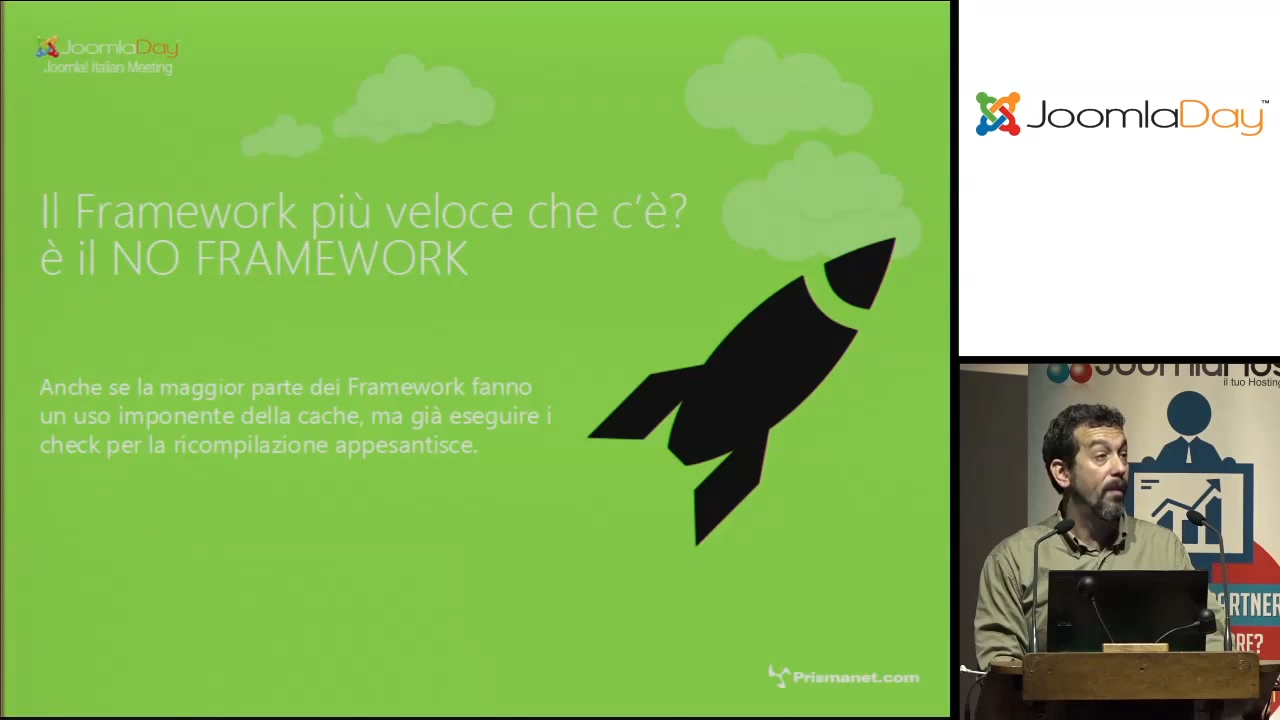 JoomlaDay
Joomla! Italian Meeting
Il Framework più veloce che c'è?
è il NO FRAMEWORK
Anche se la maggior parte dei Framework fanno
un uso imponente della cache, ma già eseguire i
check per la ricompilazione appesantisce.
Prismanet.com
JoomlaDay™
il tuo Hosting